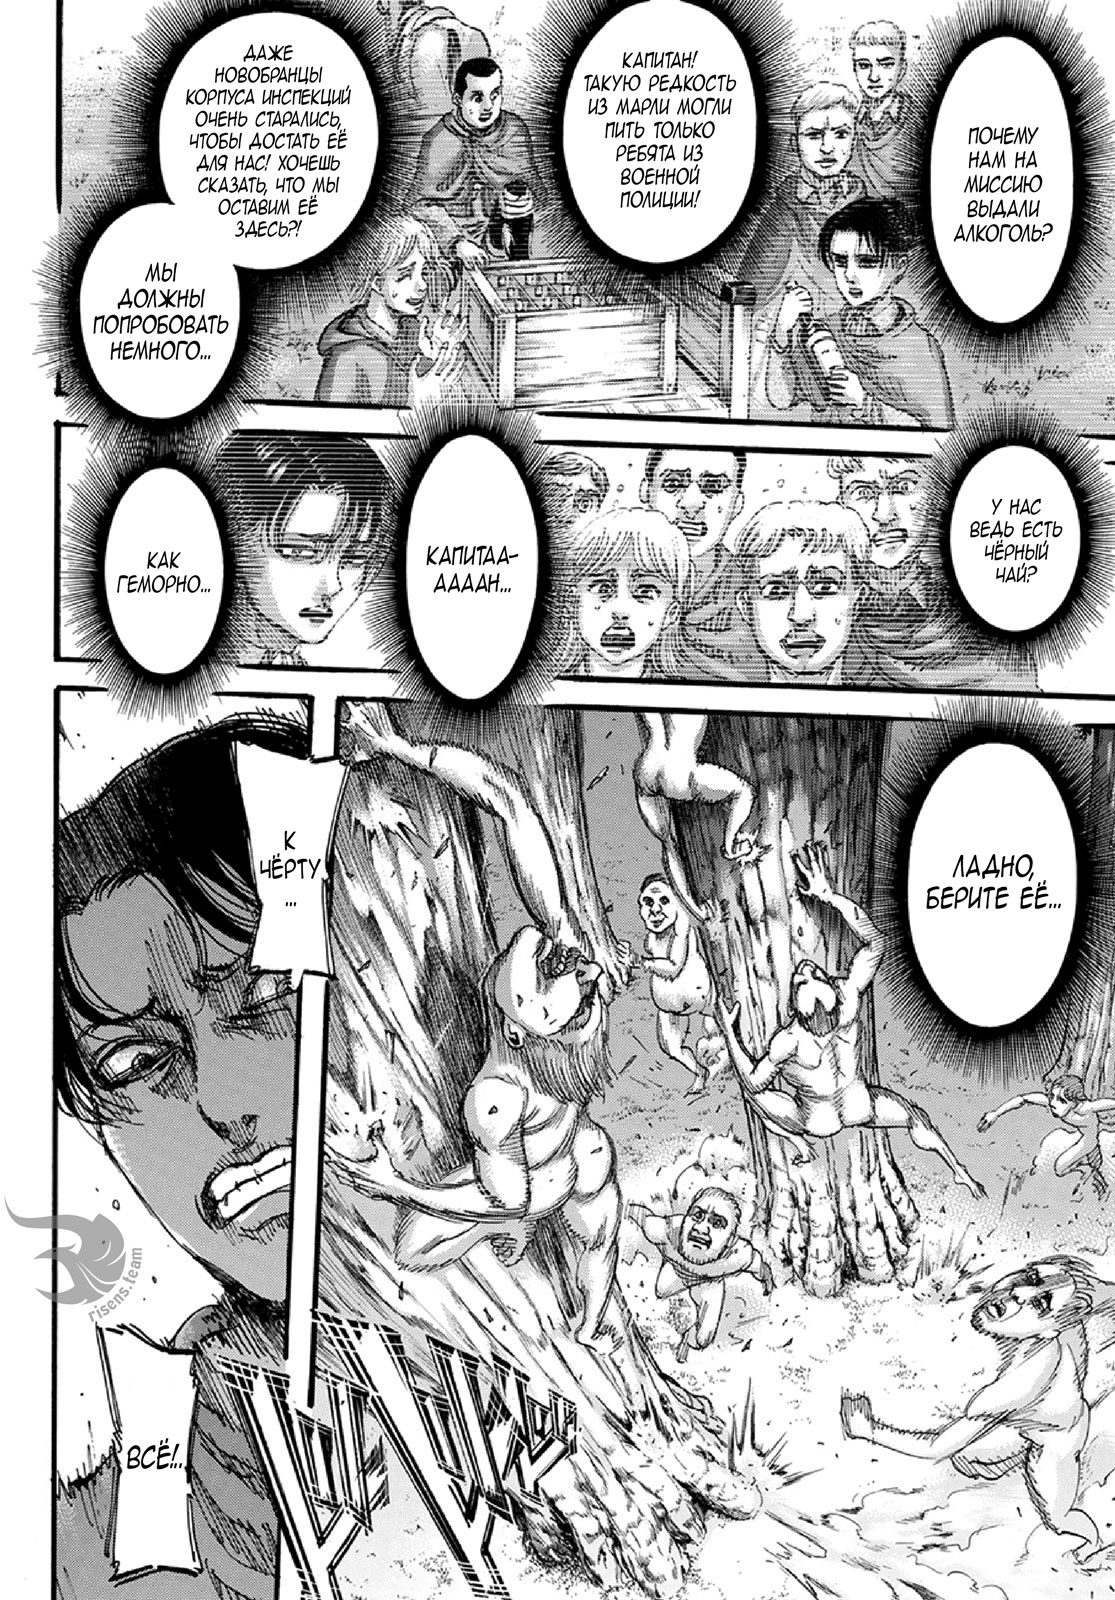 ПОЧЕМУ
НАМ НА
МИССИЮ
ВЫДАЛИ
АЛКОГОЛЬ?
КАПИТАН!
ТАКУЮ РЕДКОСТЬ
ИЗ МАРЛИ МОГЛИ
ПИТЬ ТОЛЬКО
РЕБЯТА ИЗ
ВОЕННОЙ
ПОЛИЦИИ!
ДАЖЕ
НОВОБРАНЦЫ
КОРПУСА ИНСПЕКЦИЙ
ОЧЕНЬ СТАРАЛИСЬ,
ЧТОБЫ ДОСТАТЬ ЕЁ
ДЛЯ НАС! ХОЧЕШЬ
СКАЗАТЬ, ЧТО МЫ
ОСТАВИМ ЕЁ
ЗДЕСЬ?!
МЫ
ДОЛЖНЫ
ПОПРОБОВАТЬ
НЕМНОГО...
У НАС
ВЕДЬ ЕСТЬ
ЧЁРНЫЙ
ЧАЙ?
КАПИТАА-
ААААН...
КАК
ГЕМОРНО...
ЛАДНО,
БЕРИТЕ ЕЁ...
К
ЧЁРТУ
...
ВСЁ!..
risens.team